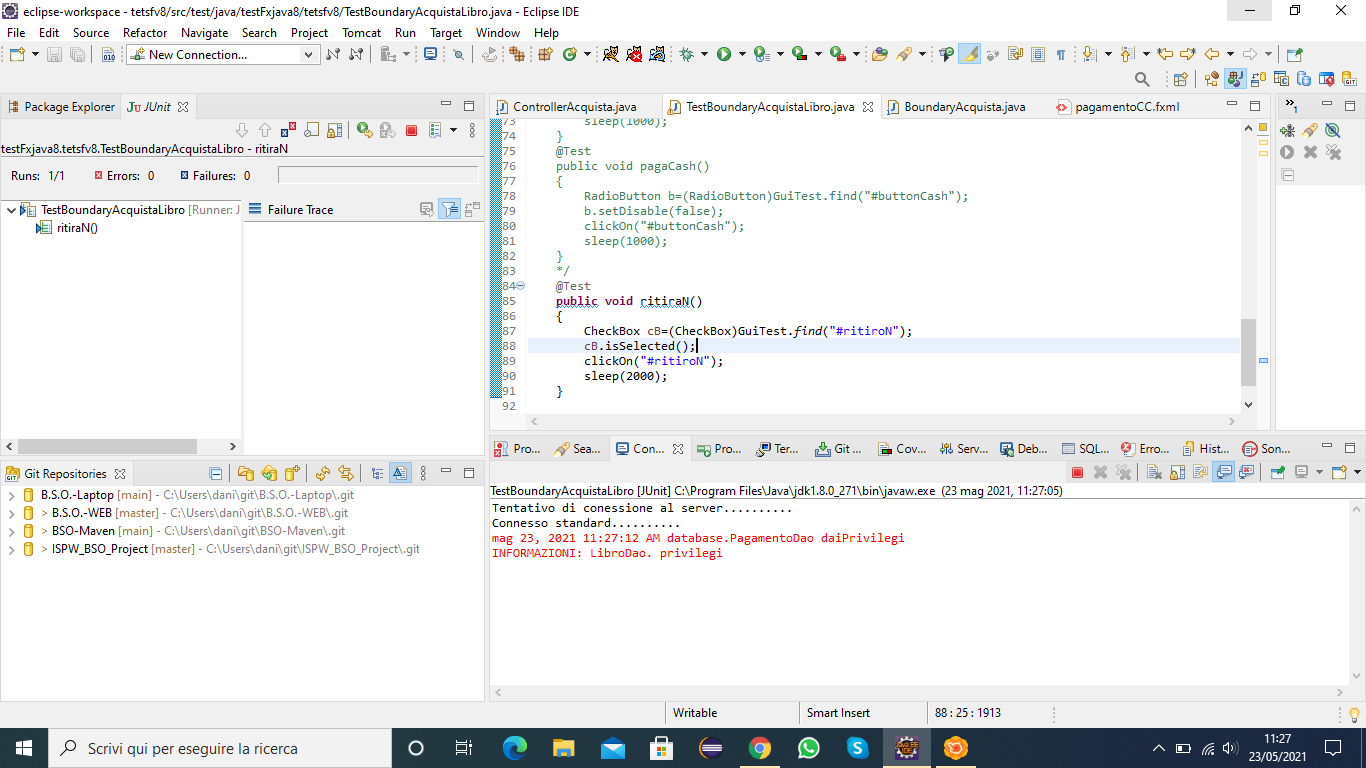 eclipse-workspace - tetsfv8/src/test/java/testFxjava8/tetsfv8/TestBoundaryAcquistaLibro.java - Eclipse IDE
File Edit Source Refactor Navigate Search Project Tomcat Run Target Window Help
New Connection...
Package Explorer JUnit
testFxjava8.tetsfv8.TestBoundaryAcquistaLibro - ritiraN
Runs: 1/1 Errors: 0 Failures: 0
TestBoundaryAcquistaLibro [Runner: J
ritiraN()
Failure Trace
ControllerAcquista.java TestBoundaryAcquistaLibro.java BoundaryAcquista.java pagamentoCC.fxml
1
73 sleep(1000);
74 }
75 @Test
76 public void pagaCash()
77 {
78 RadioButton b=(RadioButton)GuiTest.find("#buttonCash");
79 b.setDisable(false);
80 clickOn("#buttonCash");
81 sleep(1000);
82 }
83 */
84 @Test
85 public void ritiraN()
86 {
87 CheckBox cB=(CheckBox)GuiTest.find("#ritiroN");
88 cB.isSelected();
89 clickOn("#ritiroN");
90 sleep(2000);
91 }
92
Git Repositories
B.S.O.-Laptop [main] - C:\Users\dani\git\B.S.O.-Laptop\.git
> B.S.O.-WEB [master] - C:\Users\dani\git\B.S.O.-WEB\.git
> BSO-Maven [main] - C:\Users\dani\git\BSO-Maven\.git
> ISPW_BSO_Project [master] - C:\Users\dani\git\ISPW_BSO_Project\.git
Pro... Sea... Con... Pro... Ter... Git ... Cov... Serv... Deb... SQL... Erro... Hist... Son...
TestBoundaryAcquistaLibro [JUnit] C:\Program Files\Java\jdk1.8.0_271\bin\javaw.exe (23 mag 2021, 11:27:05)
Tentativo di conessione al server..........
Connesso standard..........
mag 23, 2021 11:27:12 AM database.PagamentoDao daiPrivilegi
INFORMAZIONI: LibroDao. privilegi
Writable Smart Insert 88 : 25 : 1913
Scrivi qui per eseguire la ricerca
11:27
23/05/2021